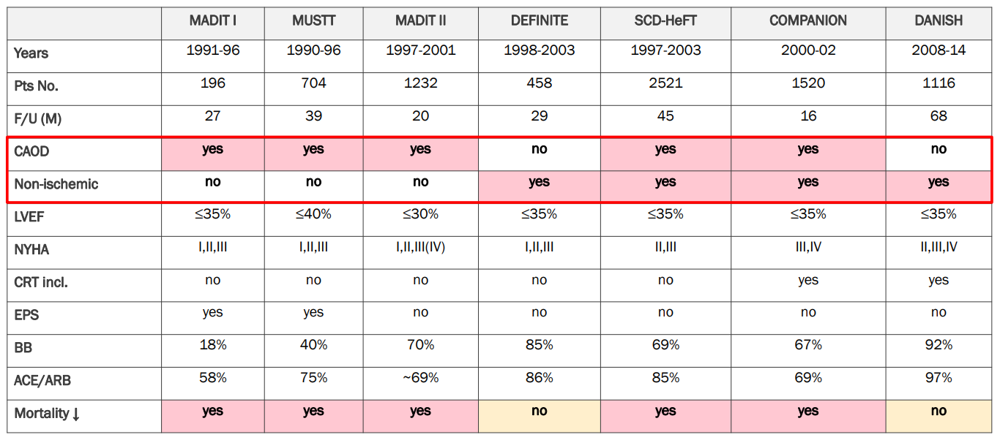 MADIT I MUSTT MADIT II DEFINITE SCD-HeFT COMPANION DANISH
Years 1991-96 1990-96 1997-2001 1998-2003 1997-2003 2000-02 2008-14
Pts No. 196 704 1232 458 2521 1520 1116
F/U (M) 27 39 20 29 45 16 68
CAOD yes yes yes no yes yes no
Non-ischemic no no no yes yes yes yes
LVEF ≤35% ≤40% ≤30% ≤35% ≤35% ≤35% ≤35%
NYHA I,II,III I,II,III I,II,III(IV) I,II,III II,III III,IV II,III,IV
CRT incl. no no no no no yes yes
EPS yes yes no no no no no
BB 18% 40% 70% 85% 69% 67% 92%
ACE/ARB 58% 75% ~69% 86% 85% 69% 97%
Mortality ↓ yes yes yes no yes yes no